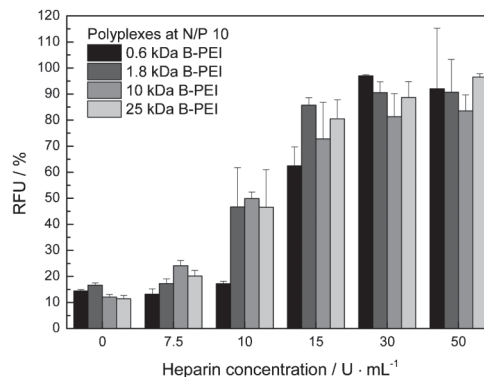 120
110
100
90
80
70
60
50
40
30
20
10
0
RFU / %
Polyplexes at N/P 10
0.6 kDa B-PEI
1.8 kDa B-PEI
10 kDa B-PEI
25 kDa B-PEI
0 7.5 10 15 30 50
Heparin concentration / U · mL⁻¹